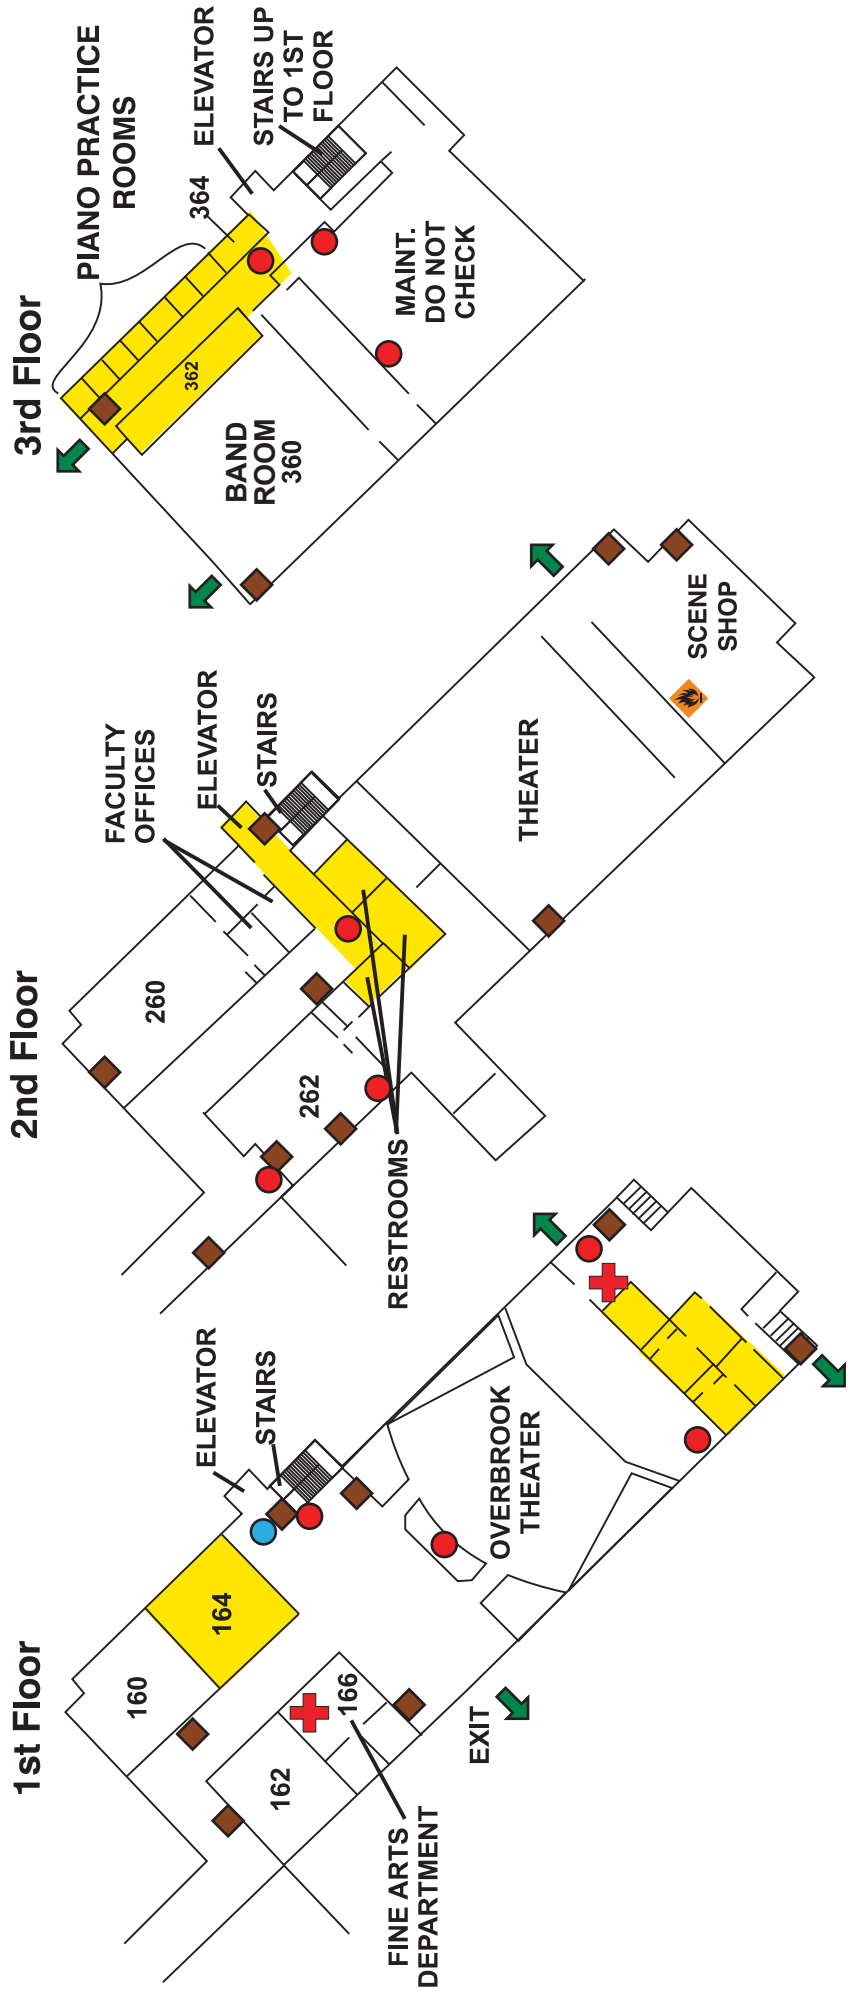 1st Floor
160
164
ELEVATOR
STAIRS
162
166
FINE ARTS
DEPARTMENT
EXIT
OVERBROOK
THEATER
2nd Floor
FACULTY
OFFICES
ELEVATOR
STAIRS
260
262
RESTROOMS
THEATER
SCENE
SHOP
3rd Floor
PIANO PRACTICE
ROOMS
364
ELEVATOR
STAIRS UP
TO 1ST
FLOOR
362
BAND
ROOM
360
MAINT.
DO NOT
CHECK